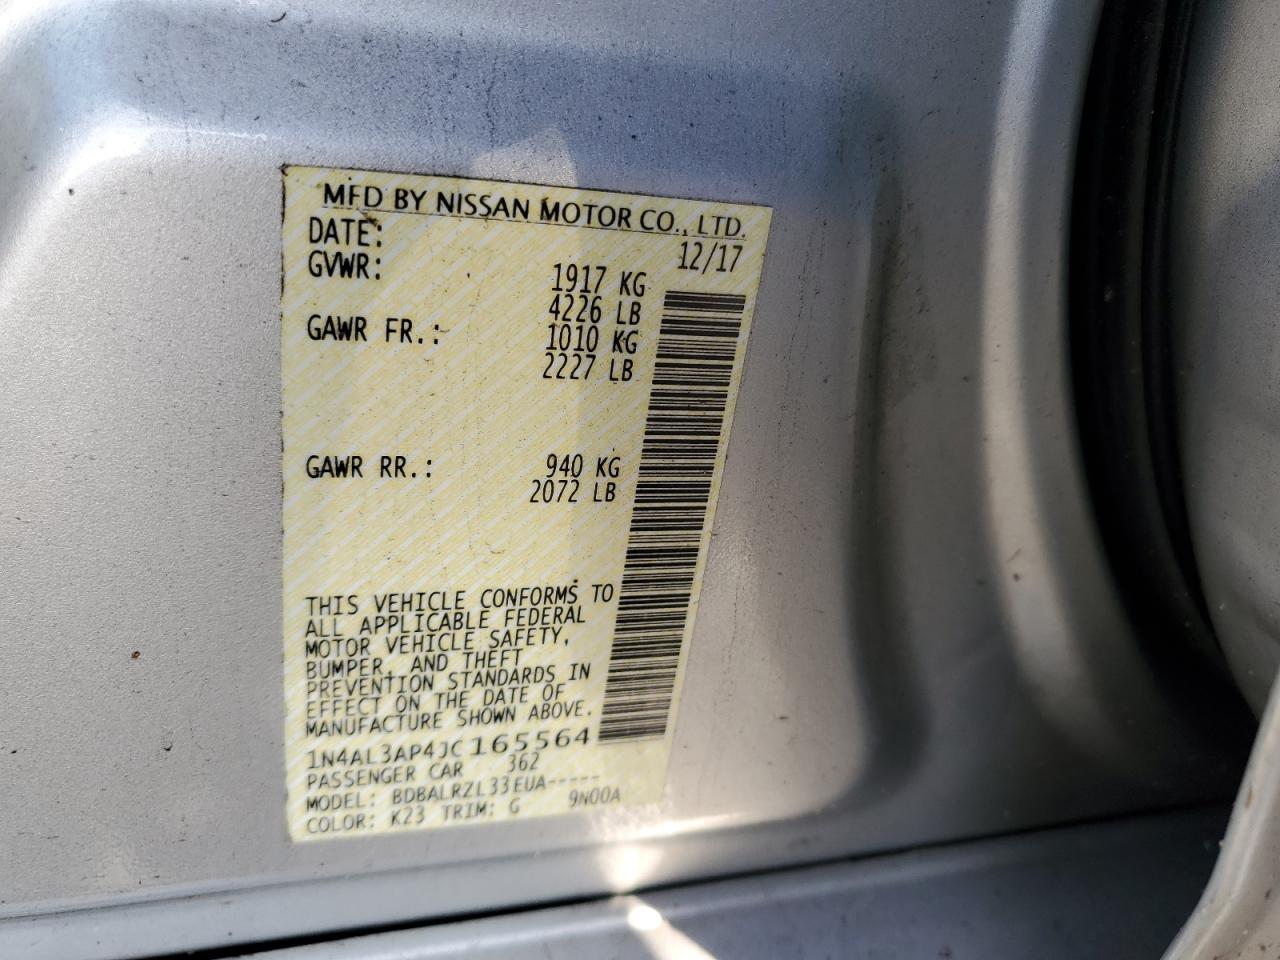 MFD BY NISSAN MOTOR CO., LTD.
DATE: 12/17
GVWR: 1917 KG
4226 LB
GAWR FR.: 1010 KG
2227 LB
GAWR RR.: 940 KG
2072 LB
THIS VEHICLE CONFORMS TO
ALL APPLICABLE FEDERAL
MOTOR VEHICLE SAFETY,
BUMPER, AND THEFT
PREVENTION STANDARDS IN
EFFECT ON THE DATE OF
MANUFACTURE SHOWN ABOVE.
1N4AL3AP4JC165564
PASSENGER CAR 362
MODEL: BDBALRZL33EUA-----
COLOR: K23 TRIM: G 9N00A